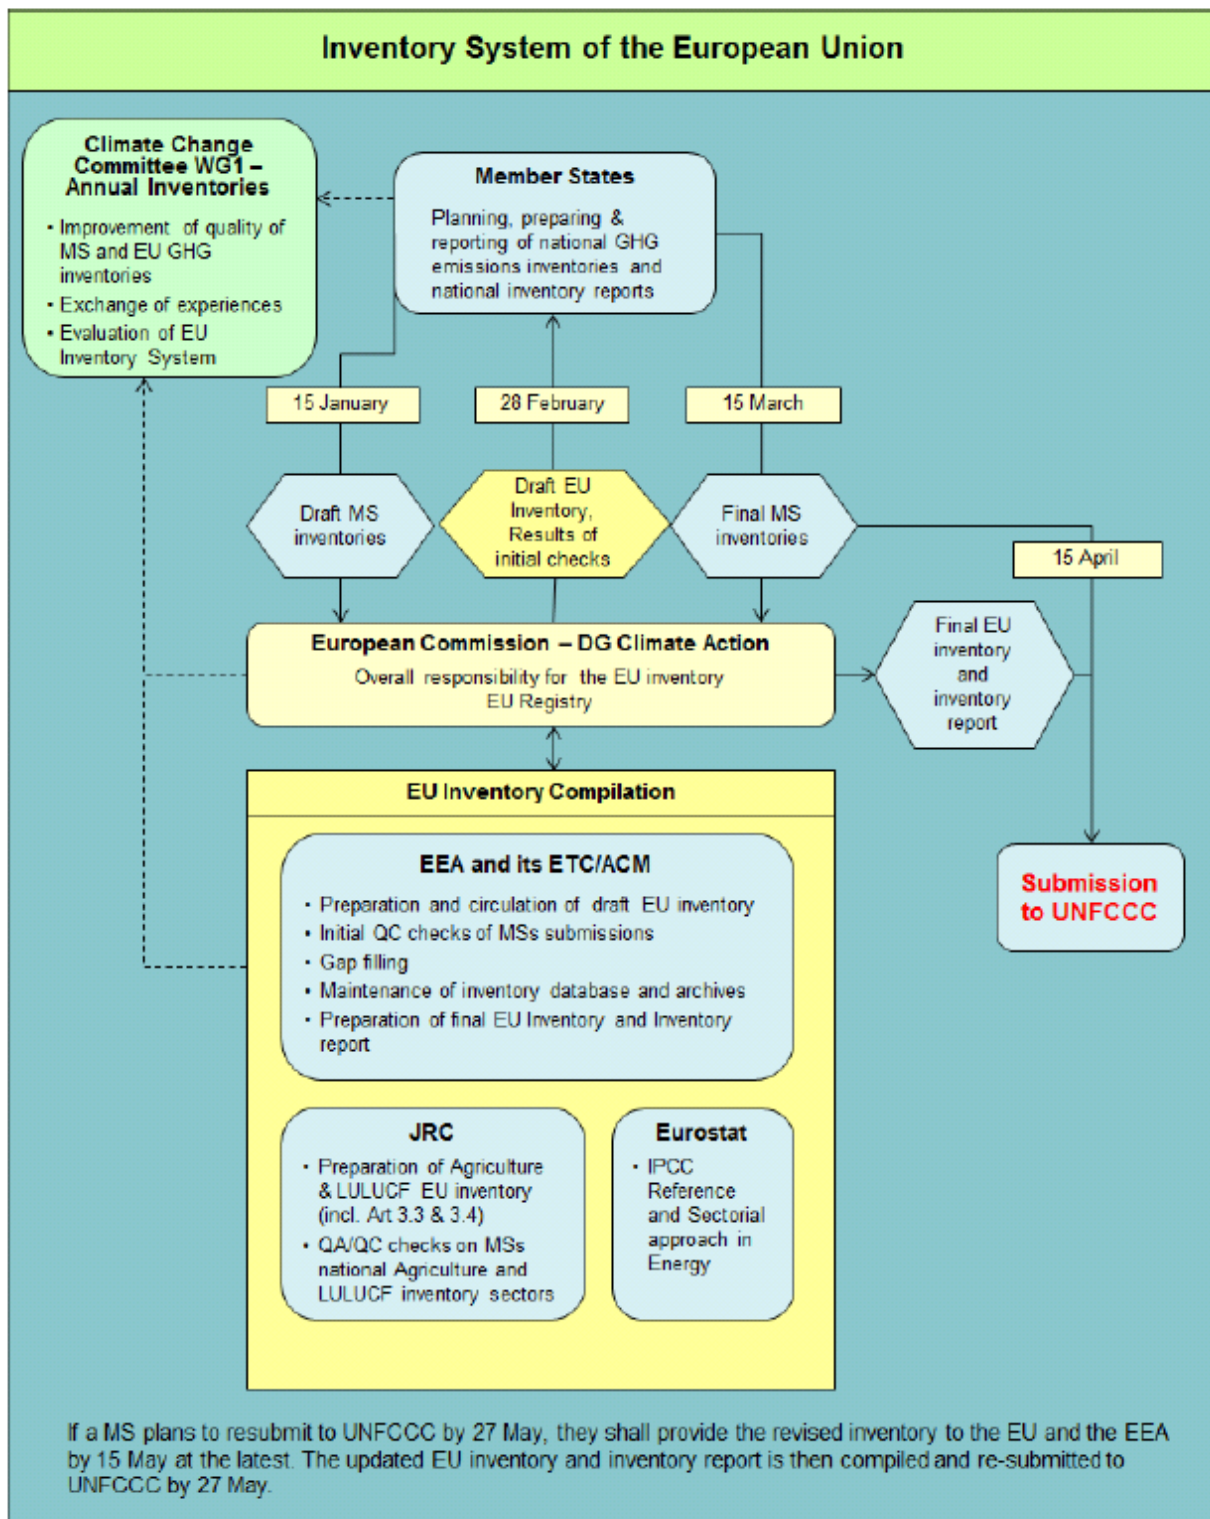 Inventory System of the European Union
Climate Change
Committee WG1 –
Annual Inventories
• Improvement of quality of
MS and EU GHG
inventories
• Exchange of experiences
• Evaluation of EU
Inventory System
Member States
Planning, preparing &
reporting of national GHG
emissions inventories and
national inventory reports
15 January
28 February
15 March
Draft MS
inventories
Draft EU
Inventory,
Results of
initial checks
Final MS
inventories
15 April
European Commission – DG Climate Action
Overall responsibility for the EU inventory
EU Registry
Final EU
inventory
and
inventory
report
EU Inventory Compilation
EEA and its ETC/ACM
• Preparation and circulation of draft EU inventory
• Initial QC checks of MSs submissions
• Gap filling
• Maintenance of inventory database and archives
• Preparation of final EU Inventory and Inventory
report
Submission
to UNFCCC
JRC
• Preparation of Agriculture
& LULUCF EU inventory
(incl. Art 3.3 & 3.4)
• QA/QC checks on MSs
national Agriculture and
LULUCF inventory sectors
Eurostat
• IPCC
Reference
and Sectorial
approach in
Energy
If a MS plans to resubmit to UNFCCC by 27 May, they shall provide the revised inventory to the EU and the EEA
by 15 May at the latest. The updated EU inventory and inventory report is then compiled and re-submitted to
UNFCCC by 27 May.